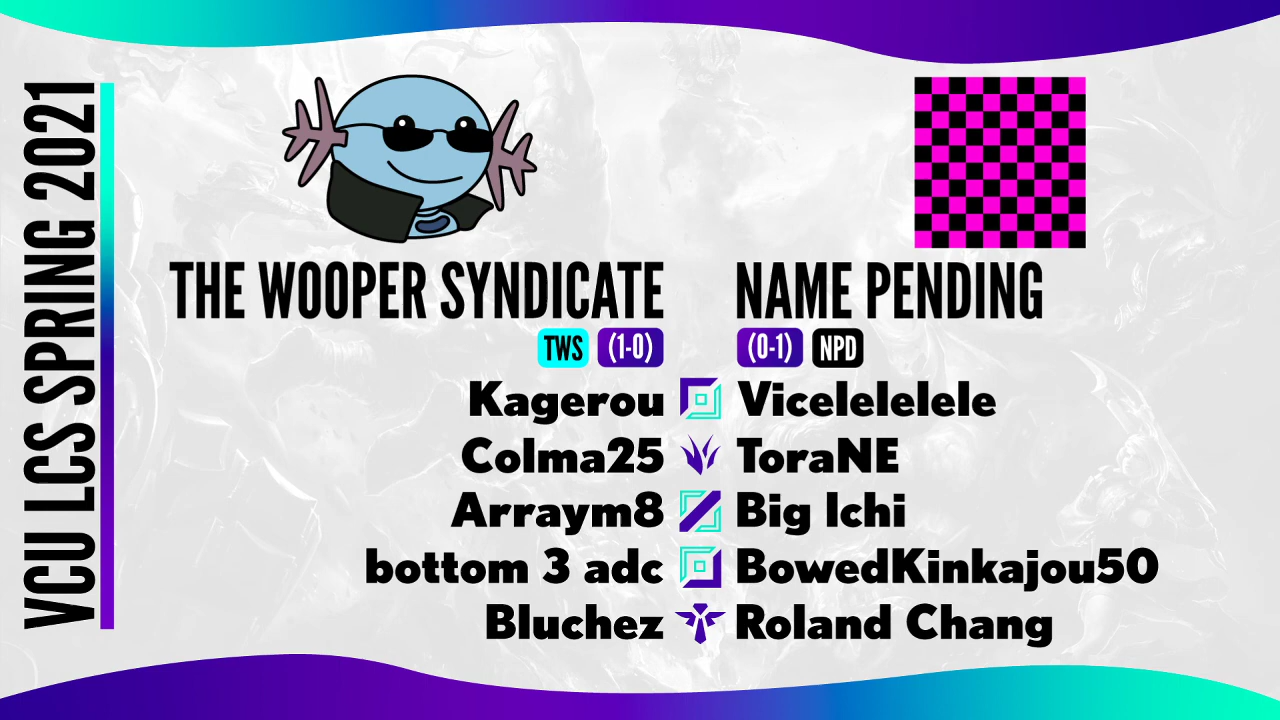 VCU LCS SPRING 2021
THE WOOPER SYNDICATE
TWS (1-0)
Kagerou
Colma25
Arraym8
bottom 3 adc
Bluchez
NAME PENDING
(0-1) NPD
Vicelelelele
ToraNE
Big Ichi
BowedKinkajou50
Roland Chang